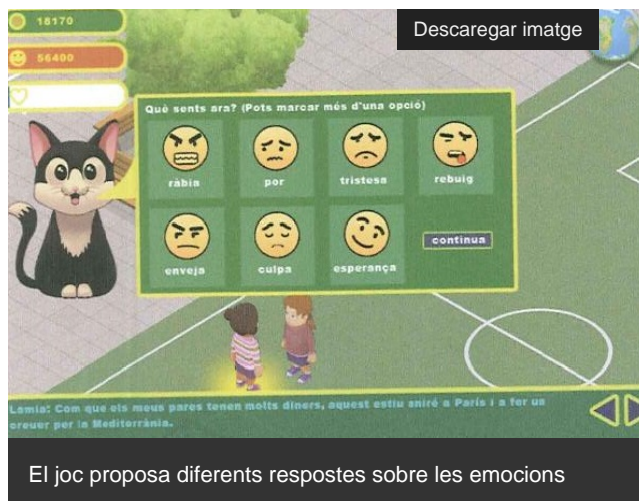 18170
Descaregar imatge
56400
Què sents ara? (Pots marcar més d'una opció)
ràbia
por
tristesa
rebuig
enveja
culpa
esperança
continua
Lamia: Com que els meus pares tenen molts diners, aquest estiu aniré a París i a fer un
creuer per la Mediterrània.
El joc proposa diferents respostes sobre les emocions